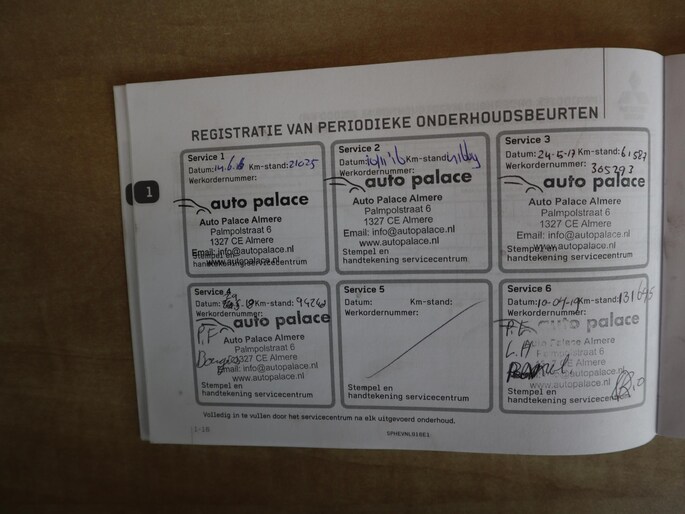 REGISTRATIE VAN PERIODIEKE ONDERHOUDSBEURTEN
1
Service 1
Datum: Km-stand: 21025
Werkordernummer:
auto palace
Auto Palace Almere
Palmpolstraat 6
1327 CE Almere
Email: info@autopalace.nl
www.autopalace.nl
Stempel en
handtekening servicecentrum
Service 2
Datum: Km-stand:
Werkordernummer:
auto palace
Auto Palace Almere
Palmpolstraat 6
1327 CE Almere
Email: info@autopalace.nl
www.autopalace.nl
Stempel en
handtekening servicecentrum
Service 3
Datum: 24-5-17 Km-stand: 61587
Werkordernummer: 305293
auto palace
Auto Palace Almere
Palmpolstraat 6
1327 CE Almere
Email: info@autopalace.nl
www.autopalace.nl
Stempel en
handtekening servicecentrum
Service 4
Datum: Km-stand:
Werkordernummer:
auto palace
P.F
Auto Palace Almere
Palmpolstraat 6
1327 CE Almere
Email: info@autopalace.nl
www.autopalace.nl
Stempel en
handtekening servicecentrum
Service 5
Datum: Km-stand:
Werkordernummer:
Stempel en
handtekening servicecentrum
Service 6
Datum: 10-04-19 Km-stand: 131695
Werkordernummer:
auto palace
P.F
Auto Palace Almere
L.A Palmpolstraat 6
1327 CE Almere
info@autopalace.nl
www.autopalace.nl
Stempel en
handtekening servicecentrum
Volledig in te vullen door het servicecentrum na elk uitgevoerd onderhoud.
1-16